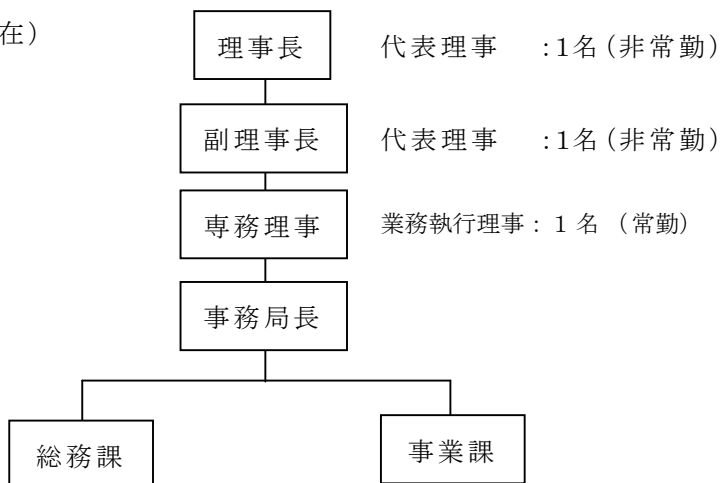 在）
理事長 代表理事 :1名（非常勤）
副理事長 代表理事 :1名（非常勤）
専務理事 業務執行理事：１名（常勤）
事務局長
総務課 事業課